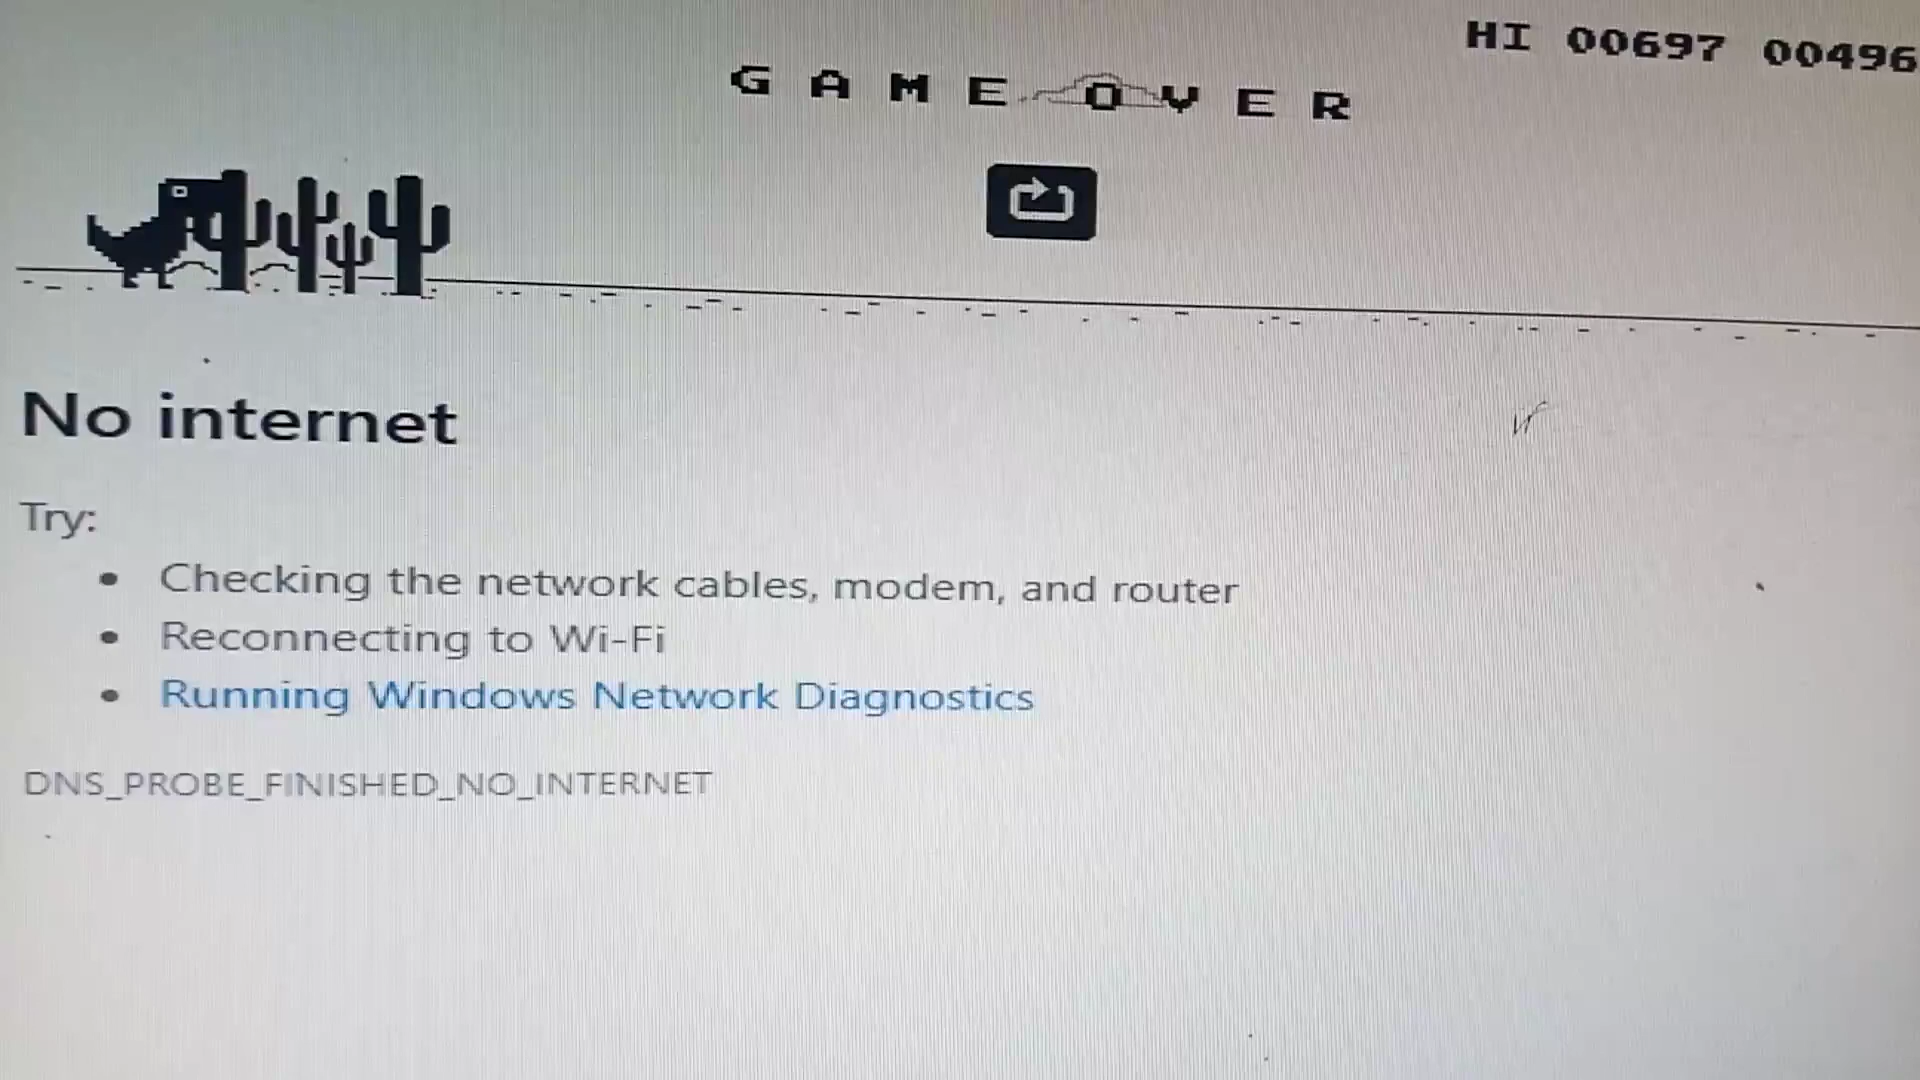 HI 00697 00496
GAME OVER
No internet
Try:
• Checking the network cables, modem, and router
• Reconnecting to Wi-Fi
• Running Windows Network Diagnostics
DNS_PROBE_FINISHED_NO_INTERNET